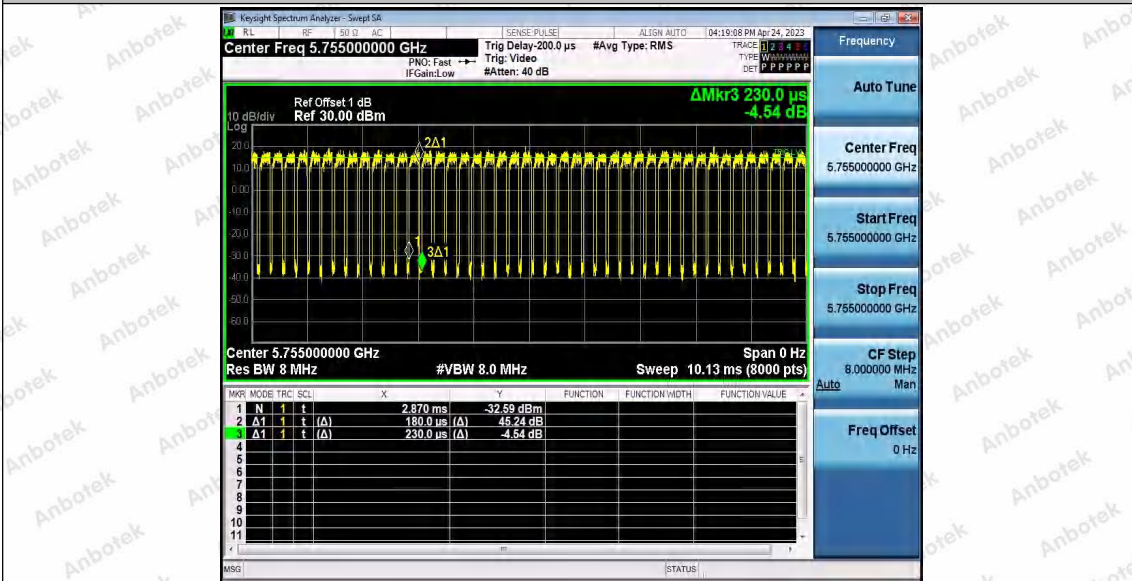 Keysight Spectrum Analyzer - Swept SA
RL RF 50 Ω AC SENSE:PULSE ALIGN AUTO 04:19:08 PM Apr 24, 2023
Center Freq 5.755000000 GHz
PNO: Fast
IFGain:Low
Trig Delay-200.0 µs
Trig: Video
#Atten: 40 dB
#Avg Type: RMS
TRACE 1 2 3 4 5 6
TYPE WWWWWW
DET P P P P P P
ΔMkr3 230.0 µs
-4.54 dB
Ref Offset 1 dB
10 dB/div Ref 30.00 dBm
Log
20.0
10.0
0.00
-10.0
-20.0
-30.0
-40.0
-50.0
-60.0
2Δ1
1
3Δ1
Center 5.755000000 GHz Span 0 Hz
Res BW 8 MHz #VBW 8.0 MHz Sweep 10.13 ms (8000 pts)
MKR MODE TRC SCL X Y FUNCTION FUNCTION WIDTH FUNCTION VALUE
1 N 1 t 2.870 ms -32.59 dBm
2 Δ1 1 t (Δ) 180.0 µs (Δ) 45.24 dB
3 Δ1 1 t (Δ) 230.0 µs (Δ) -4.54 dB
4
5
6
7
8
9
10
11
MSG STATUS
Frequency
Auto Tune
Center Freq
5.755000000 GHz
Start Freq
5.755000000 GHz
Stop Freq
5.755000000 GHz
CF Step
8.000000 MHz
Auto Man
Freq Offset
0 Hz
Anbotek